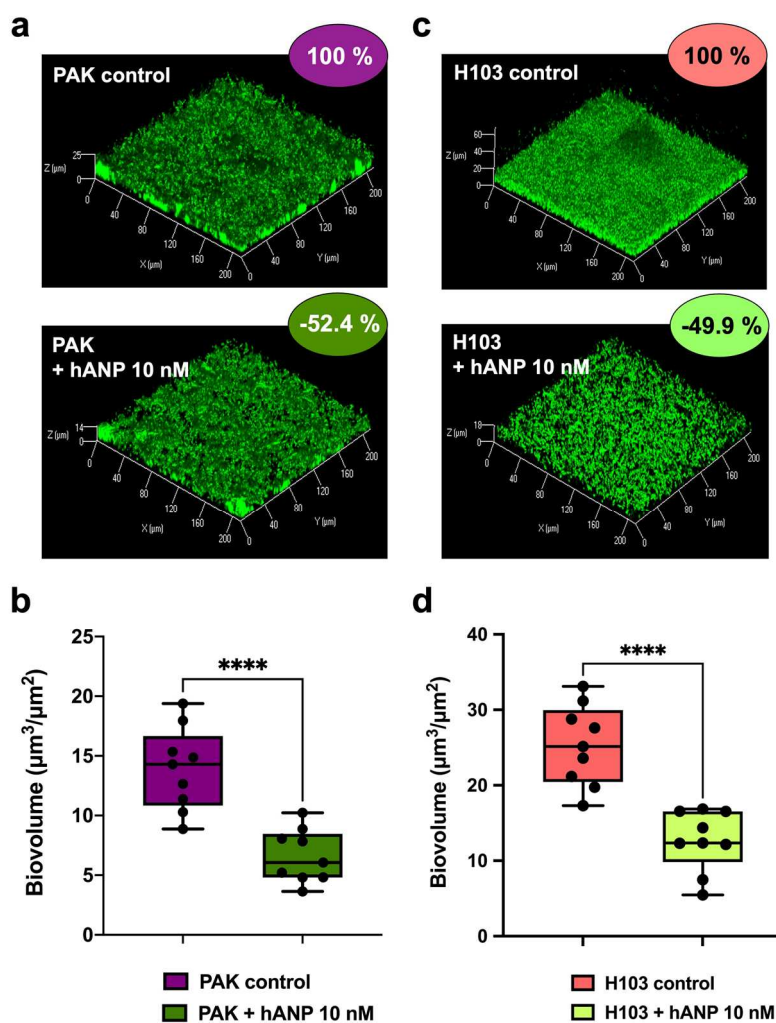 a
100 %
PAK control
25
Z (µm)
0
0
40
80
120
X (µm)
160
200
0
40
80
Y (µm)
120
160
200
-52.4 %
PAK
+ hANP 10 nM
14
Z (µm)
0
0
40
80
120
X (µm)
160
200
0
40
80
Y (µm)
120
160
200
c
100 %
H103 control
60
40
Z (µm)
20
0
0
40
80
120
X (µm)
160
200
0
40
80
Y (µm)
120
160
200
-49.9 %
H103
+ hANP 10 nM
18
Z (µm)
0
0
40
80
120
X (µm)
160
200
0
40
80
Y (µm)
120
160
200
b
25
20
15
10
5
0
Biovolume (µm³/µm²)
****
PAK control
PAK + hANP 10 nM
d
40
30
20
10
0
Biovolume (µm³/µm²)
****
H103 control
H103 + hANP 10 nM